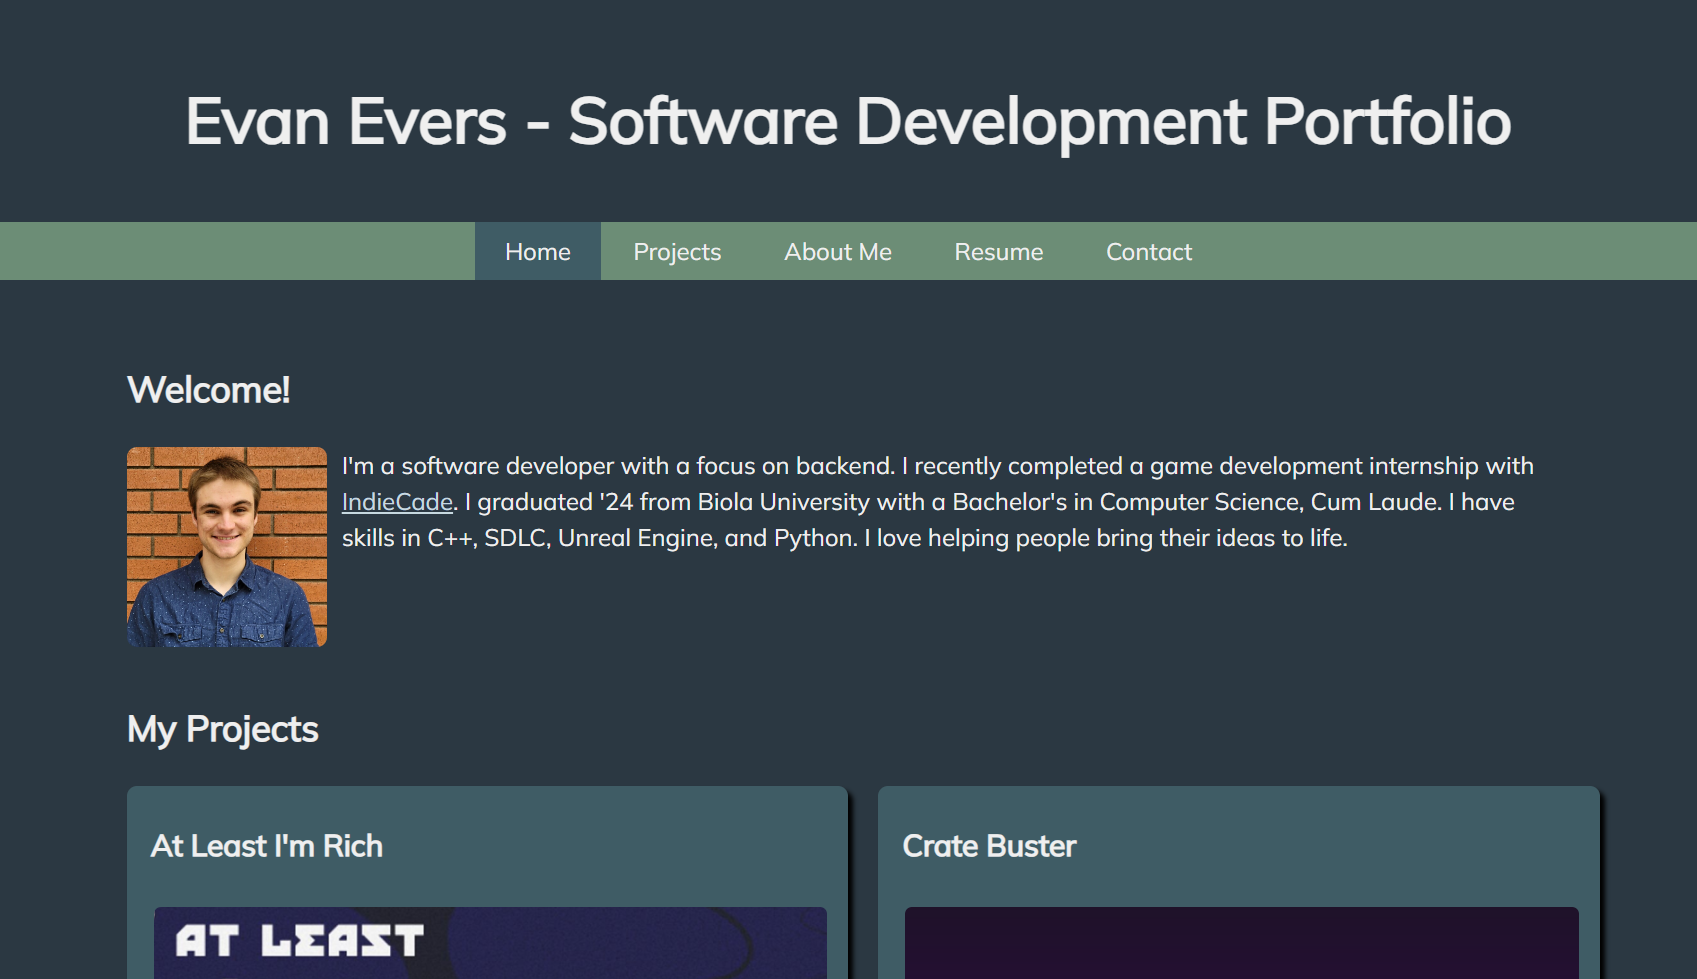 Evan Evers - Software Development Portfolio
Home Projects About Me Resume Contact
Welcome!
I'm a software developer with a focus on backend. I recently completed a game development internship with
IndieCade. I graduated '24 from Biola University with a Bachelor's in Computer Science, Cum Laude. I have
skills in C++, SDLC, Unreal Engine, and Python. I love helping people bring their ideas to life.
My Projects
At Least I'm Rich
Crate Buster
AT LEAST